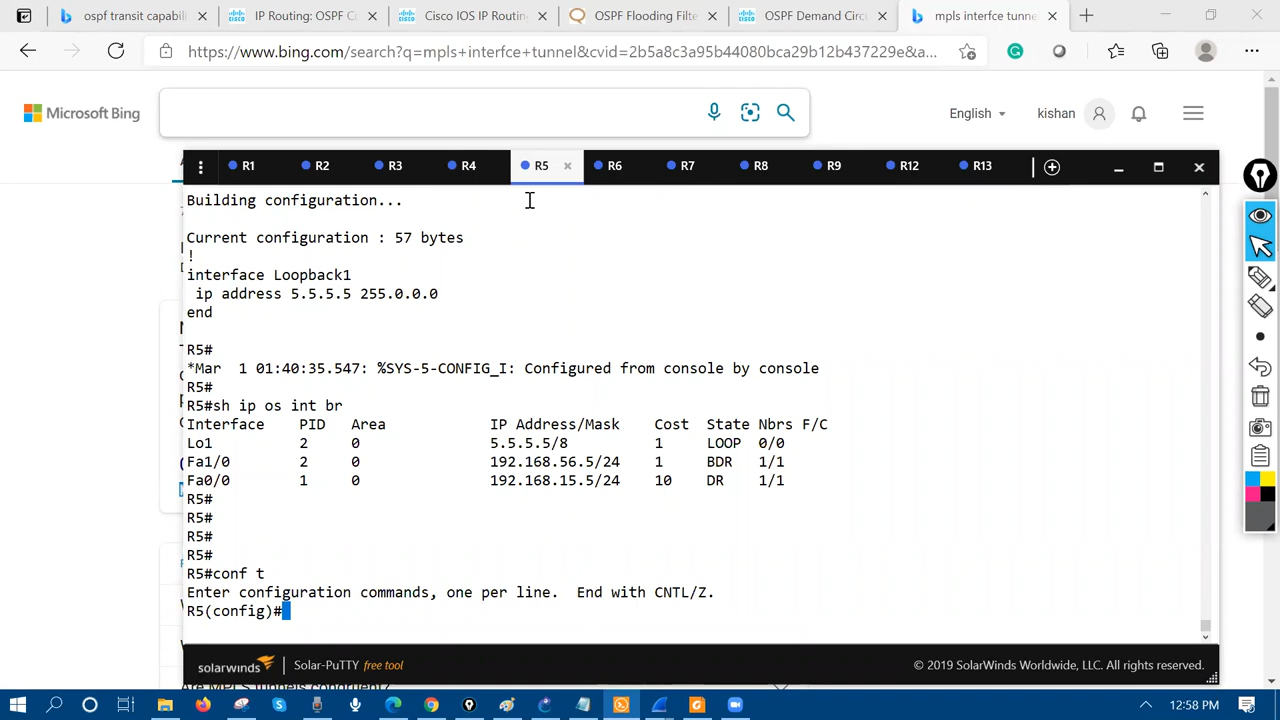 ospf transit capabili
IP Routing: OSPF Co
Cisco IOS IP Routing
OSPF Flooding Filte
OSPF Demand Circ
mpls interfce tunnel
https://www.bing.com/search?q=mpls+interfce+tunnel&cvid=2b5a8c3a95b44080bca29b12b437229e&a...
Microsoft Bing
English
kishan
R1
R2
R3
R4
R5
R6
R7
R8
R9
R12
R13
Building configuration...
Current configuration : 57 bytes
!
interface Loopback1
ip address 5.5.5.5 255.0.0.0
end
R5#
*Mar  1 01:40:35.547: %SYS-5-CONFIG_I: Configured from console by console
R5#
R5#sh ip os int br
Interface    PID   Area            IP Address/Mask    Cost  State Nbrs F/C
Lo1          2     0               5.5.5.5/8          1     LOOP  0/0
Fa1/0        2     0               192.168.56.5/24    1     BDR   1/1
Fa0/0        1     0               192.168.15.5/24    10    DR    1/1
R5#
R5#
R5#
R5#
R5#conf t
Enter configuration commands, one per line.  End with CNTL/Z.
R5(config)#
solarwinds
Solar-PuTTY free tool
© 2019 SolarWinds Worldwide, LLC. All rights reserved.
Are MPLS tunnels congruent?
12:58 PM